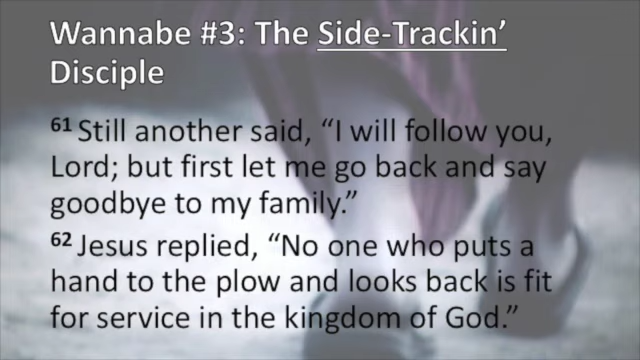 Wannabe #3: The Side-Trackin’
Disciple
61 Still another said, “I will follow you,
Lord; but first let me go back and say
goodbye to my family.”
62 Jesus replied, “No one who puts a
hand to the plow and looks back is fit
for service in the kingdom of God.”